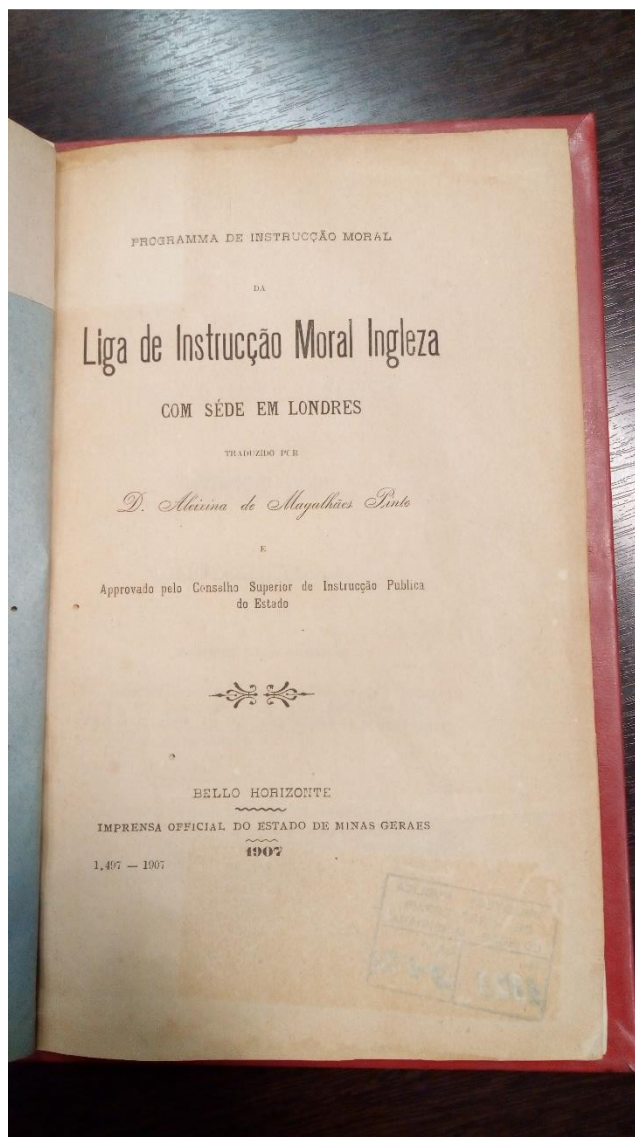 PROGRAMMA DE INSTRUCÇÃO MORAL
DA
Liga de Instrucção Moral Ingleza
COM SÉDE EM LONDRES
TRADUZIDO POR
D. Aleixina de Magalhães Pinto
E
Approvado pelo Conselho Superior de Instrucção Publica
do Estado
BELLO HORIZONTE
IMPRENSA OFFICIAL DO ESTADO DE MINAS GERAES
1907
1.497 — 1907